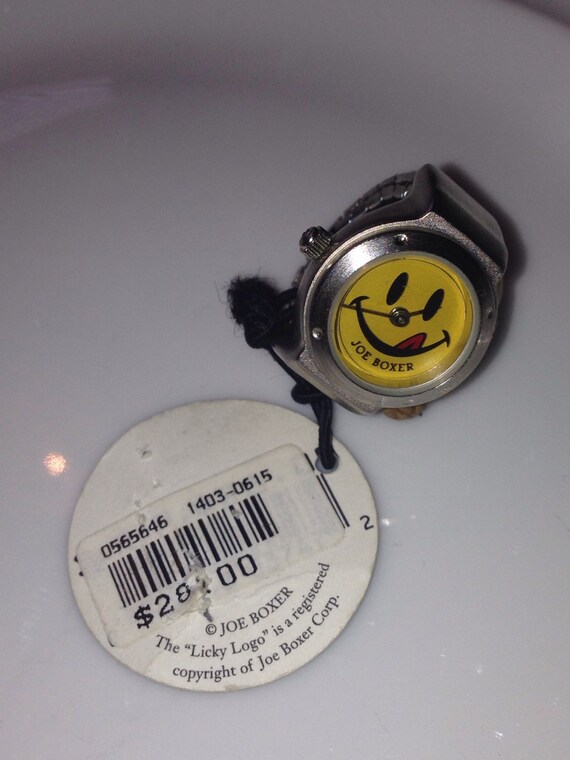 JOE BOXER
0565646 1403-0615
2
$28.00
© JOE BOXER
The "Licky Logo" is a registered
copyright of Joe Boxer Corp.